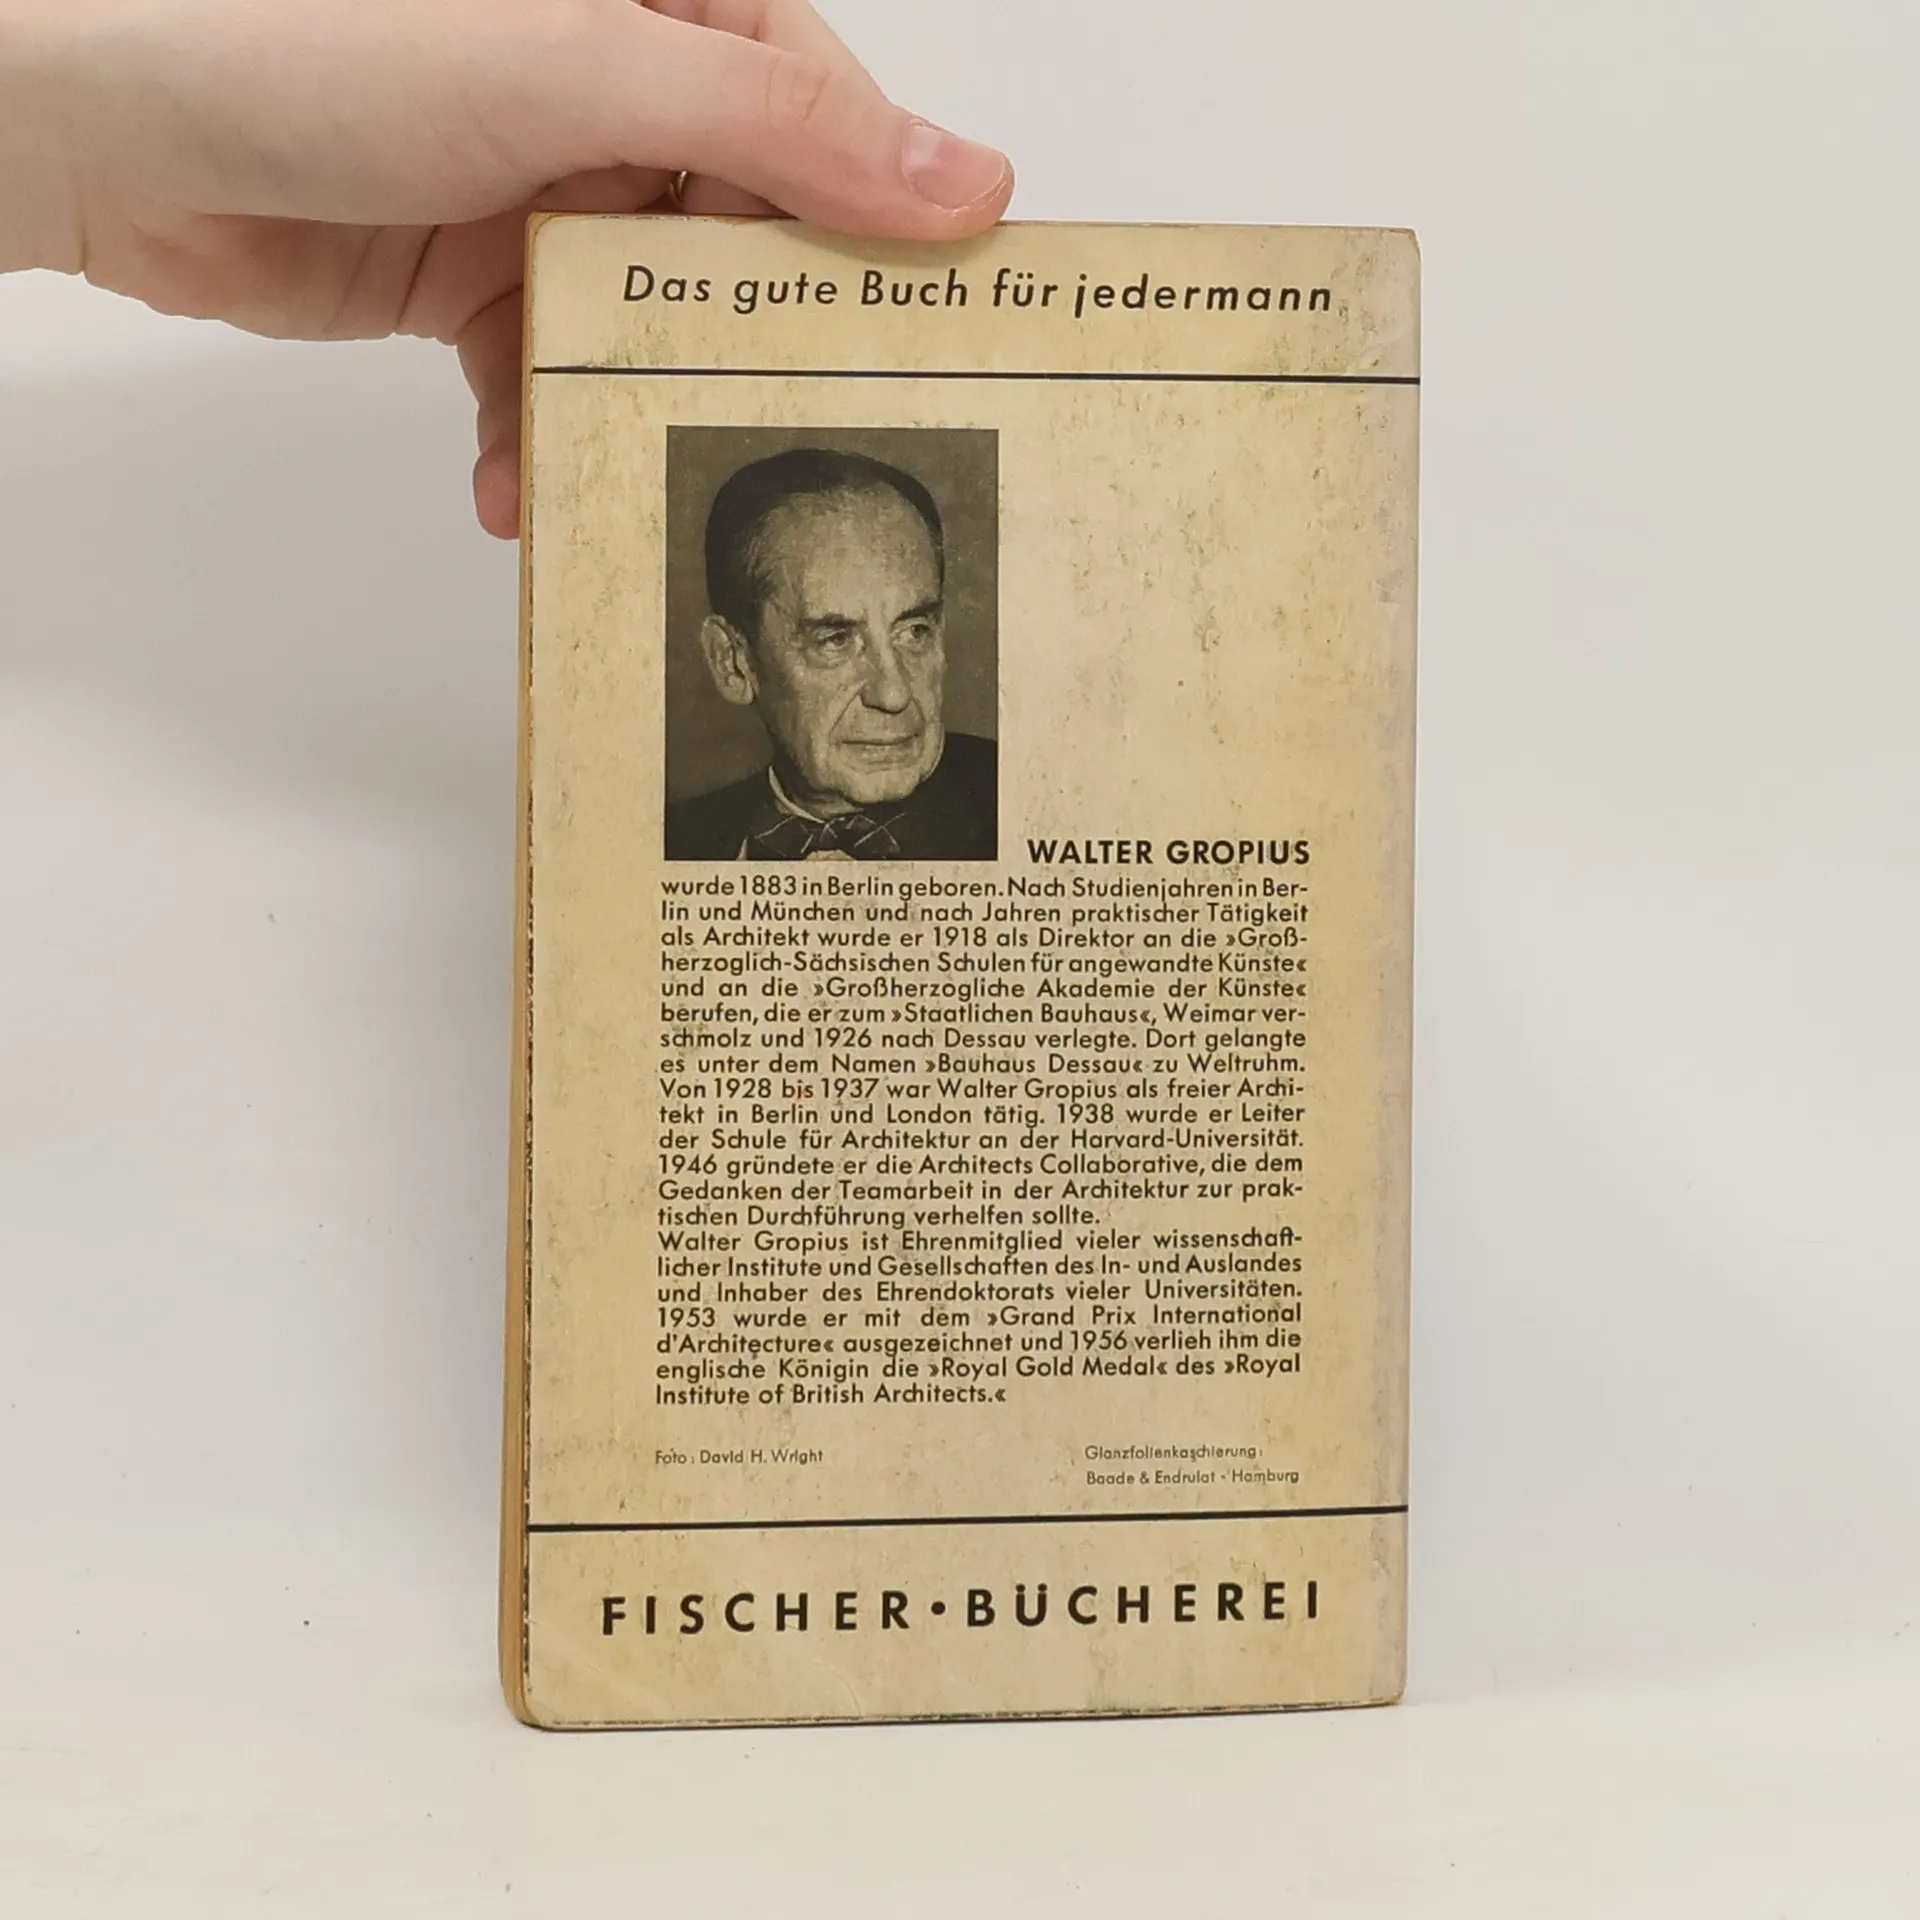 Das gute Buch für jedermann
WALTER GROPIUS
wurde 1883 in Berlin geboren. Nach Studienjahren in Ber-
lin und München und nach Jahren praktischer Tätigkeit
als Architekt wurde er 1918 als Direktor an die »Groß-
herzoglich-Sächsischen Schulen für angewandte Künste«
und an die »Großherzogliche Akademie der Künste«
berufen, die er zum »Staatlichen Bauhaus«, Weimar ver-
schmolz und 1926 nach Dessau verlegte. Dort gelangte
es unter dem Namen »Bauhaus Dessau« zu Weltruhm.
Von 1928 bis 1937 war Walter Gropius als freier Archi-
tekt in Berlin und London tätig. 1938 wurde er Leiter
der Schule für Architektur an der Harvard-Universität.
1946 gründete er die Architects Collaborative, die dem
Gedanken der Teamarbeit in der Architektur zur prak-
tischen Durchführung verhelfen sollte.
Walter Gropius ist Ehrenmitglied vieler wissenschaft-
licher Institute und Gesellschaften des In- und Auslandes
und Inhaber des Ehrendoktorats vieler Universitäten.
1953 wurde er mit dem »Grand Prix International
d'Architecture« ausgezeichnet und 1956 verlieh ihm die
englische Königin die »Royal Gold Medal« des »Royal
Institute of British Architects.«
Foto: David H. Wright
Glanzfolienkaschierung:
Baade & Endrulat - Hamburg
FISCHER • BÜCHEREI